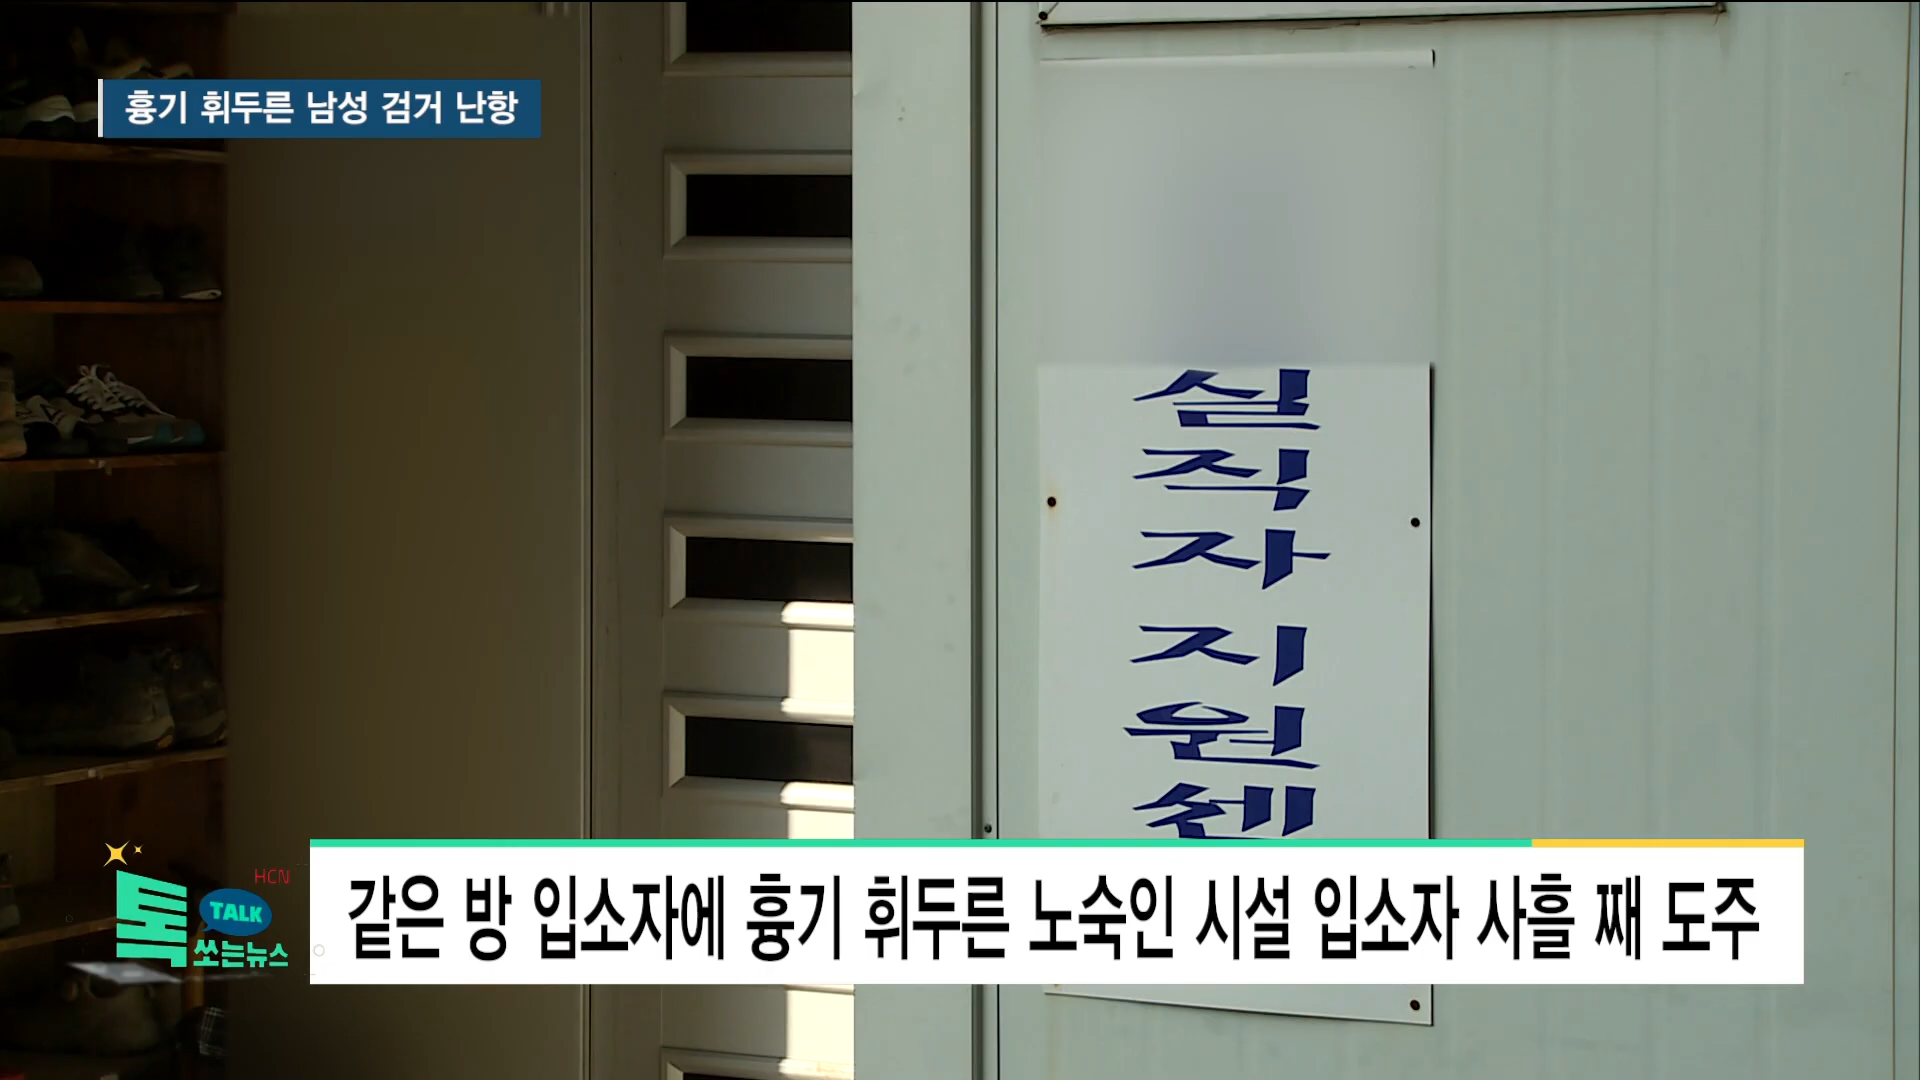 흉기 휘두른 남성 검거 난항
실직자 지원센
HCN
톡 TALK
쏘는뉴스
같은 방 입소자에 흉기 휘두른 노숙인 시설 입소자 사흘 째 도주